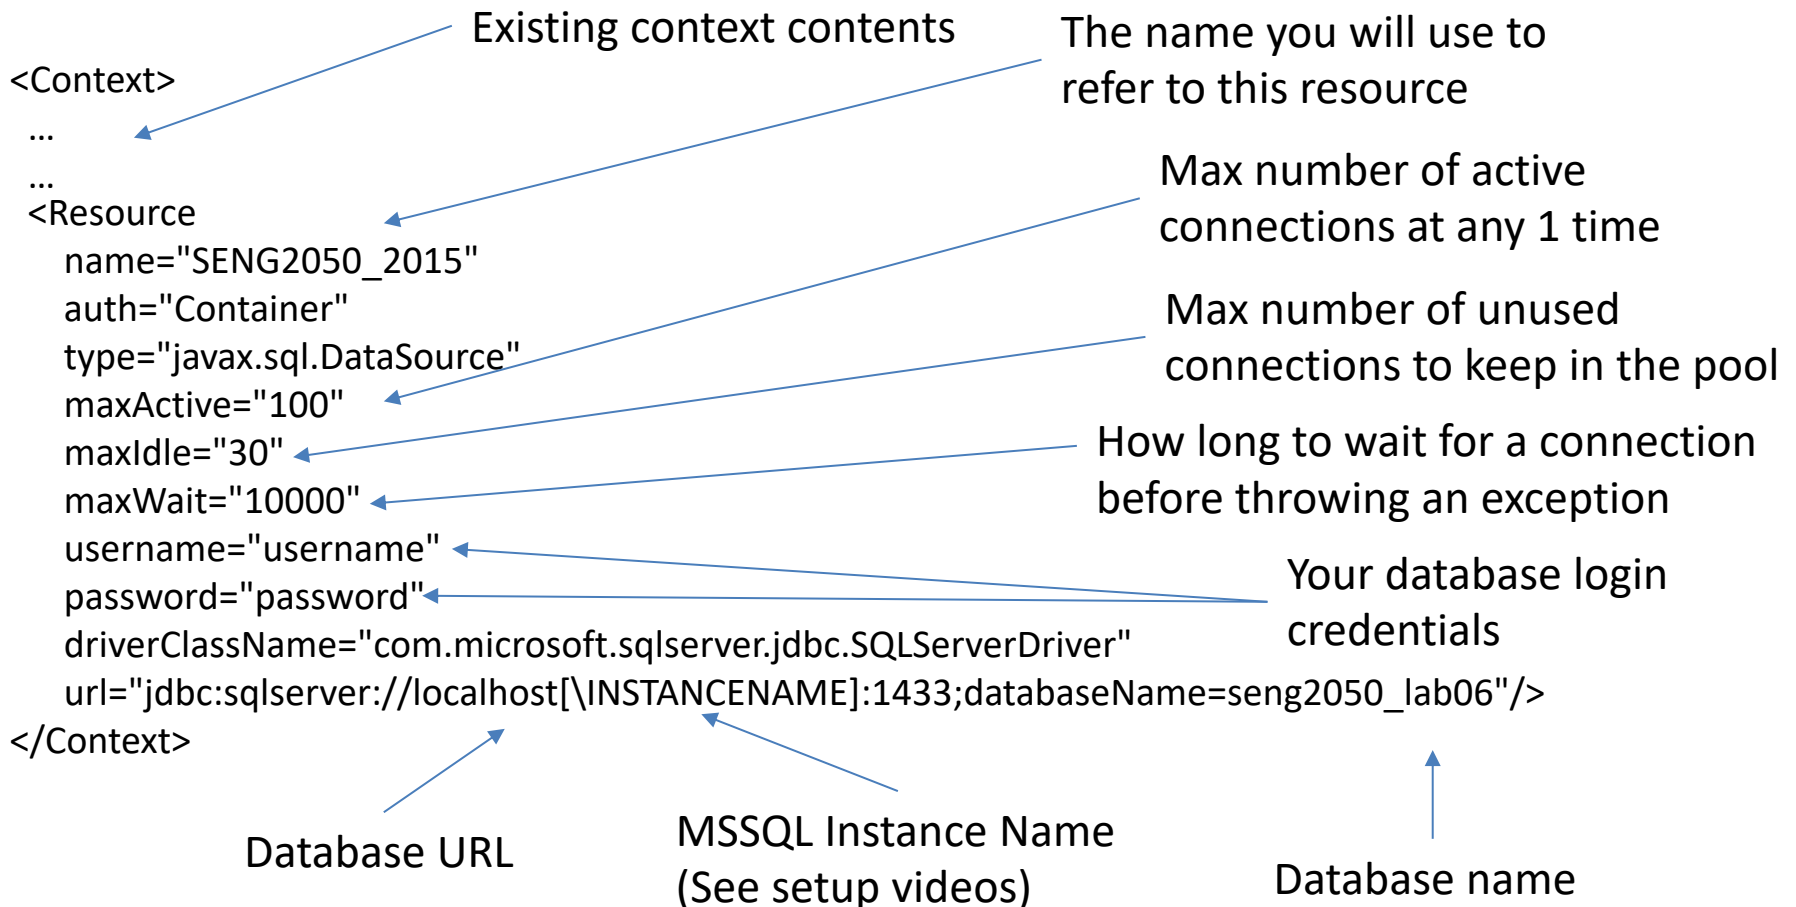 Existing context contents
The name you will use to
refer to this resource
<Context>
...
...
<Resource
name="SENG2050_2015"
auth="Container"
type="javax.sql.DataSource"
maxActive="100"
maxIdle="30"
maxWait="10000"
username="username"
password="password"
driverClassName="com.microsoft.sqlserver.jdbc.SQLServerDriver"
url="jdbc:sqlserver://localhost[\INSTANCENAME]:1433;databaseName=seng2050_lab06"/>
</Context>
Max number of active
connections at any 1 time
Max number of unused
connections to keep in the pool
How long to wait for a connection
before throwing an exception
Your database login
credentials
Database URL
MSSQL Instance Name
(See setup videos)
Database name